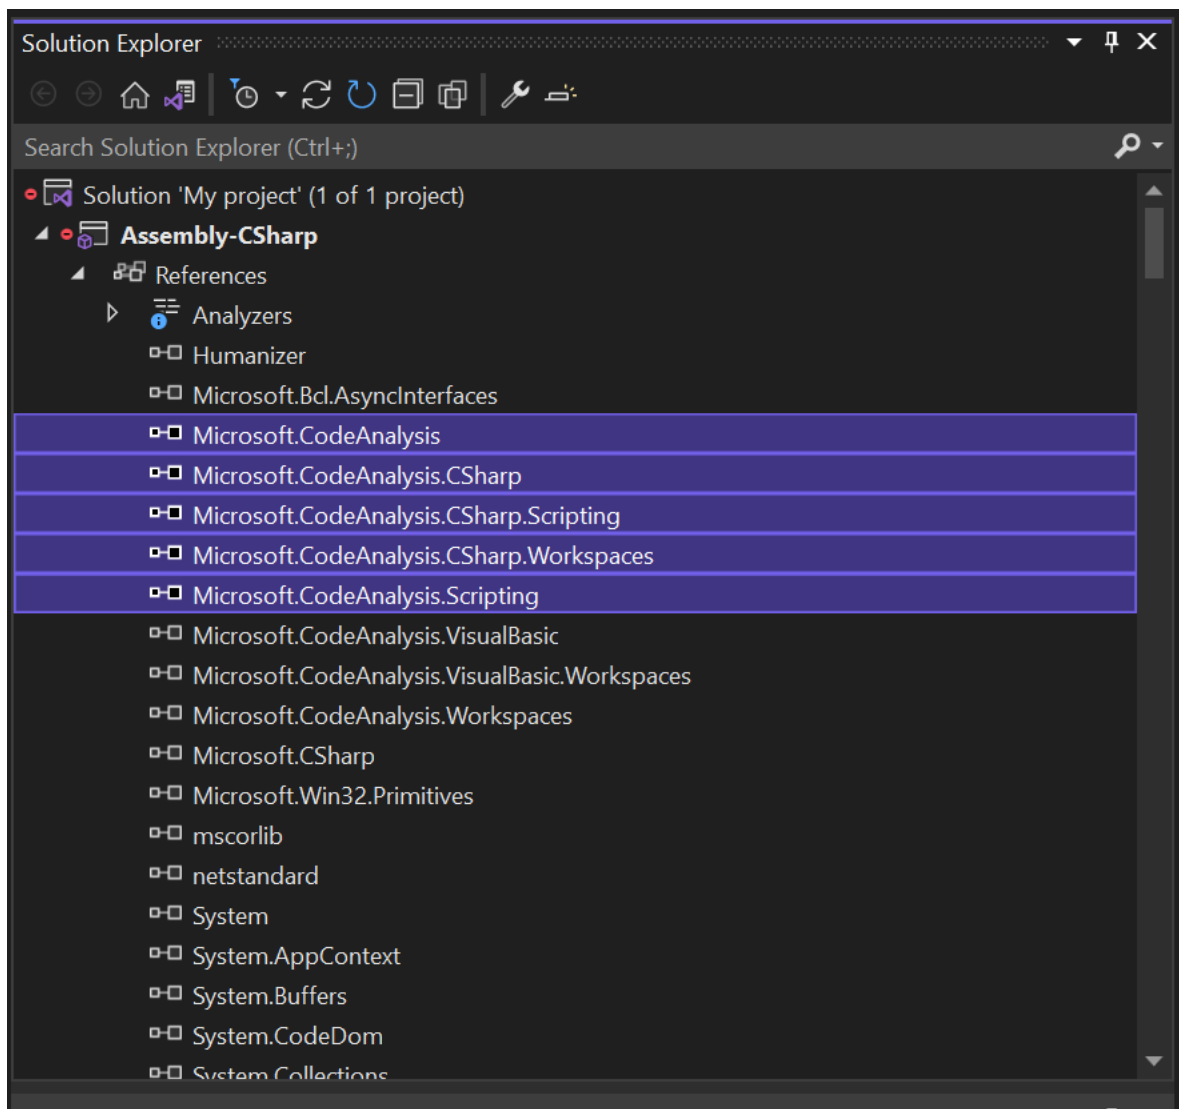 Solution Explorer
Search Solution Explorer (Ctrl+;)
Solution 'My project' (1 of 1 project)
Assembly-CSharp
References
Analyzers
Humanizer
Microsoft.Bcl.AsyncInterfaces
Microsoft.CodeAnalysis
Microsoft.CodeAnalysis.CSharp
Microsoft.CodeAnalysis.CSharp.Scripting
Microsoft.CodeAnalysis.CSharp.Workspaces
Microsoft.CodeAnalysis.Scripting
Microsoft.CodeAnalysis.VisualBasic
Microsoft.CodeAnalysis.VisualBasic.Workspaces
Microsoft.CodeAnalysis.Workspaces
Microsoft.CSharp
Microsoft.Win32.Primitives
mscorlib
netstandard
System
System.AppContext
System.Buffers
System.CodeDom
System.Collections